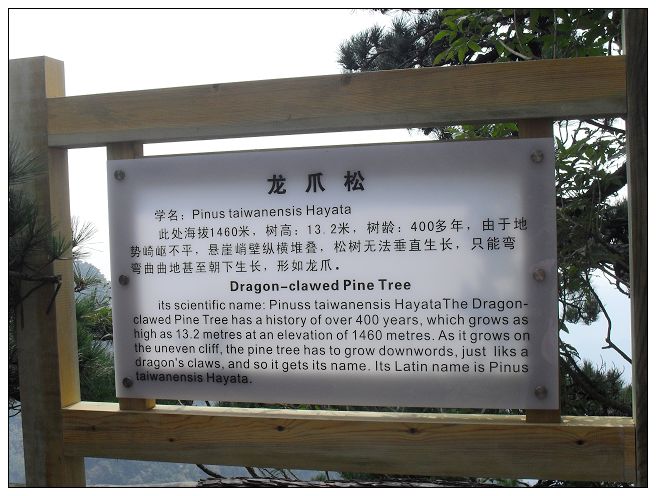 龙爪松
学名：Pinus taiwanensis Hayata
此处海拔1460米，树高：13.2米，树龄：400多年，由于地
势崎岖不平，悬崖峭壁纵横堆叠，松树无法垂直生长，只能弯
弯曲曲地甚至朝下生长，形如龙爪。
Dragon-clawed Pine Tree
its scientific name: Pinuss taiwanensis HayataThe Dragon-
clawed Pine Tree has a history of over 400 years, which grows as
high as 13.2 metres at an elevation of 1460 metres. As it grows on
the uneven cliff, the pine tree has to grow downwords, just liks a
dragon's claws, and so it gets its name. Its Latin name is Pinus
taiwanensis Hayata.